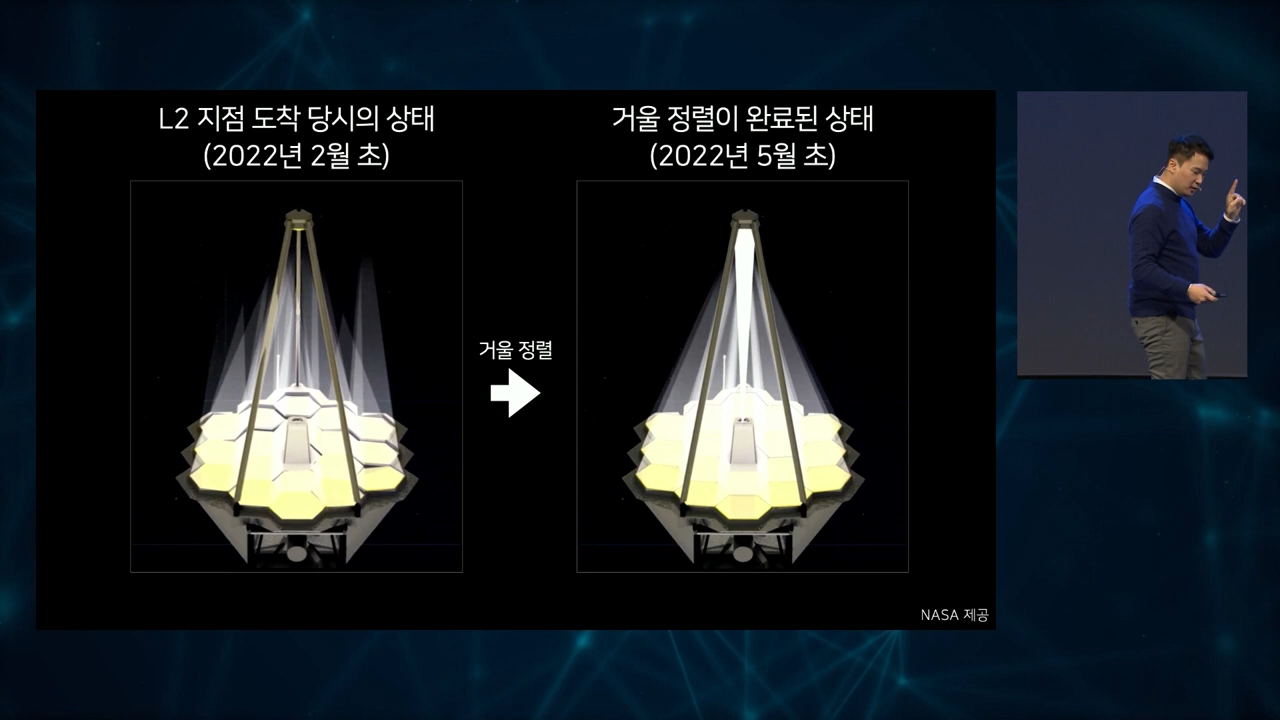 L2 지점 도착 당시의 상태
(2022년 2월 초)
거울 정렬이 완료된 상태
(2022년 5월 초)
거울 정렬
NASA 제공